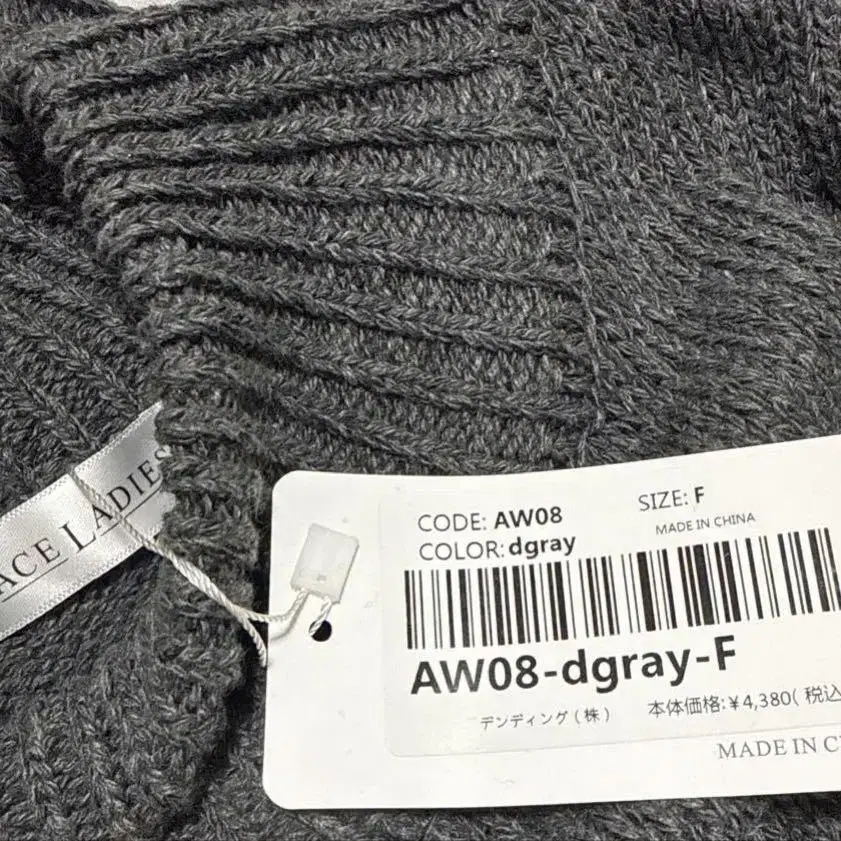 ACE LADIES
CODE: AW08
SIZE: F
MADE IN CHINA
COLOR: dgray
AW08-dgray-F
デンディング(株)
本体価格:¥4,380(税込
MADE IN C